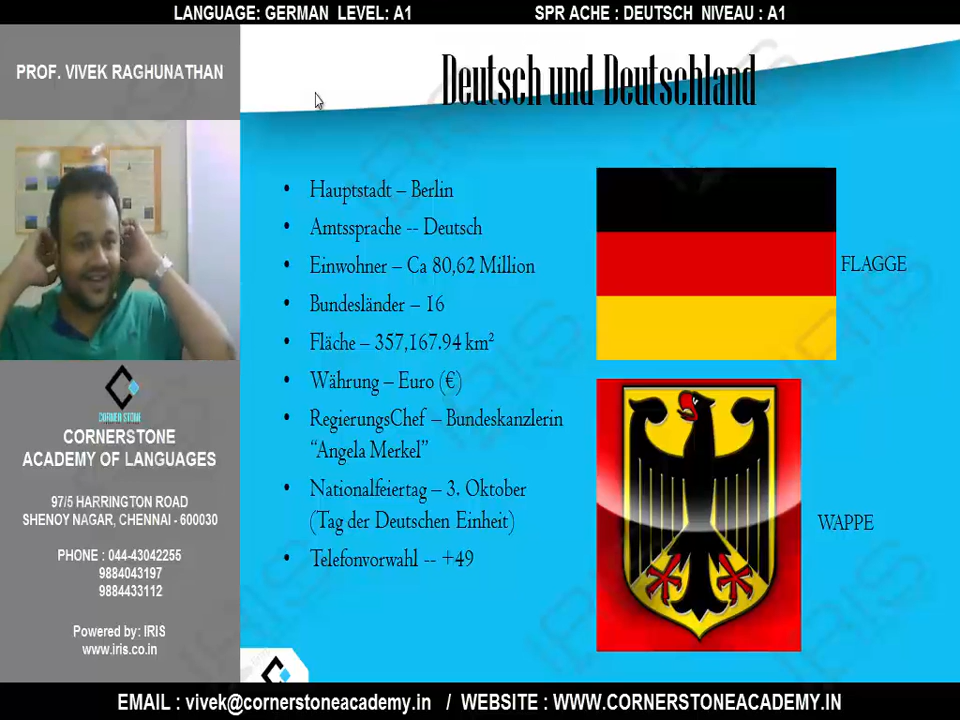 LANGUAGE: GERMAN LEVEL: A1
SPR ACHE : DEUTSCH NIVEAU : A1
PROF. VIVEK RAGHUNATHAN
Deutsch und Deutschland
• Hauptstadt – Berlin
• Amtssprache -- Deutsch
• Einwohner – Ca 80,62 Million
• Bundesländer – 16
• Fläche – 357,167.94 km²
• Währung – Euro (€)
• RegierungsChef – Bundeskanzlerin
“Angela Merkel”
• Nationalfeiertag – 3. Oktober
(Tag der Deutschen Einheit)
• Telefonvorwahl -- +49
FLAGGE
WAPPE
CORNER STONE
CORNERSTONE
ACADEMY OF LANGUAGES
97/5 HARRINGTON ROAD
SHENOY NAGAR, CHENNAI - 600030
PHONE : 044-43042255
9884043197
9884433112
Powered by: IRIS
www.iris.co.in
EMAIL : vivek@cornerstoneacademy.in / WEBSITE : WWW.CORNERSTONEACADEMY.IN
IRIS